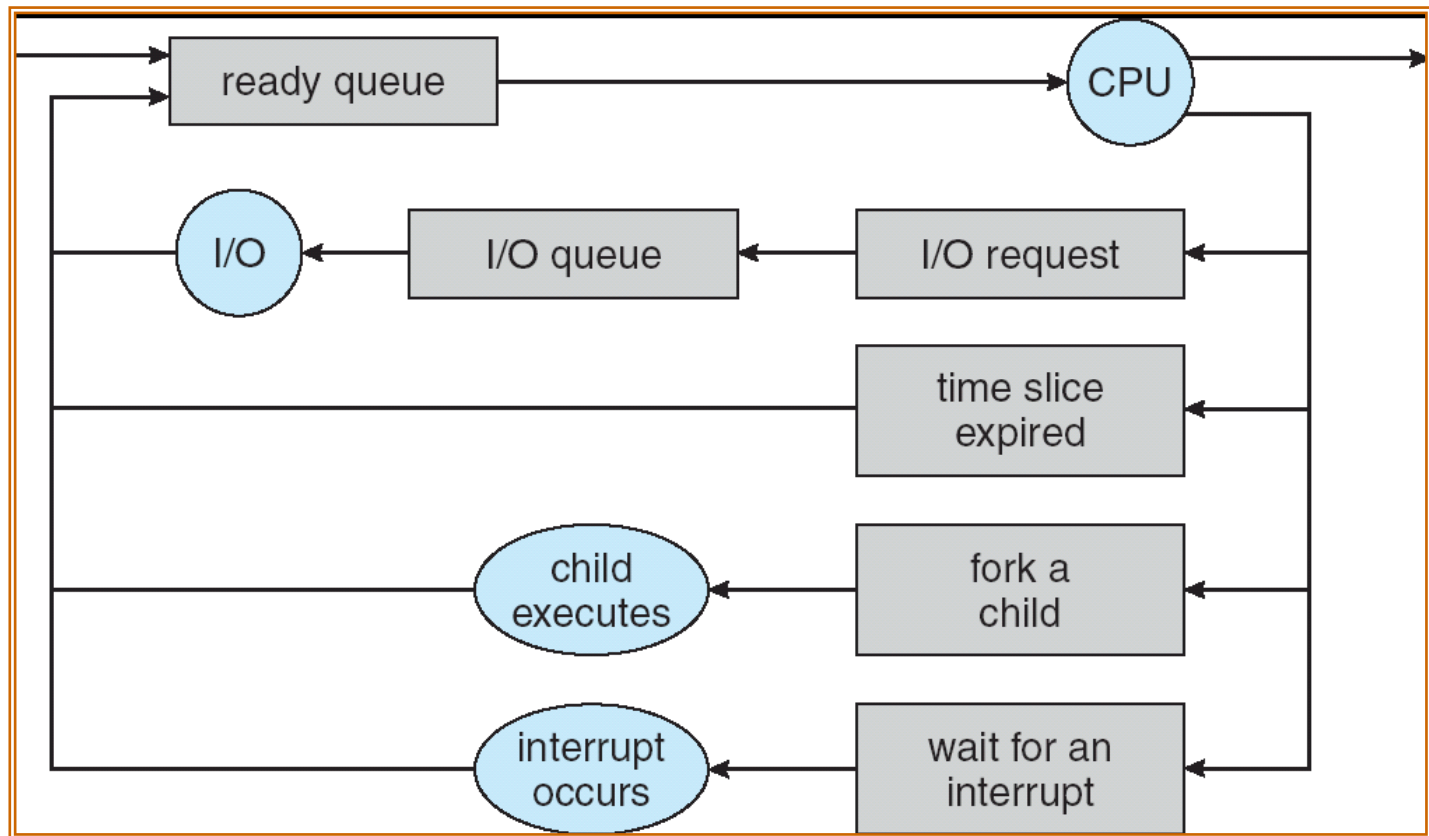 ready queue
CPU
I/O
I/O queue
I/O request
time slice
expired
child
executes
fork a
child
interrupt
occurs
wait for an
interrupt